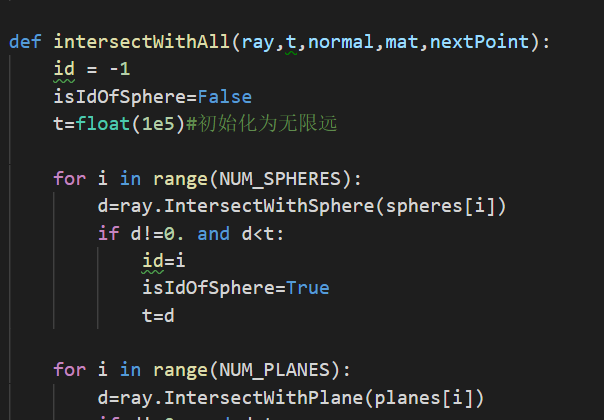 def intersectWithAll(ray,t,normal,mat,nextPoint):
id = -1
isIdOfSphere=False
t=float(1e5)#初始化为无限远
for i in range(NUM_SPHERES):
d=ray.IntersectWithSphere(spheres[i])
if d!=0. and d<t:
id=i
isIdOfSphere=True
t=d
for i in range(NUM_PLANES):
d=ray.IntersectWithPlane(planes[i])